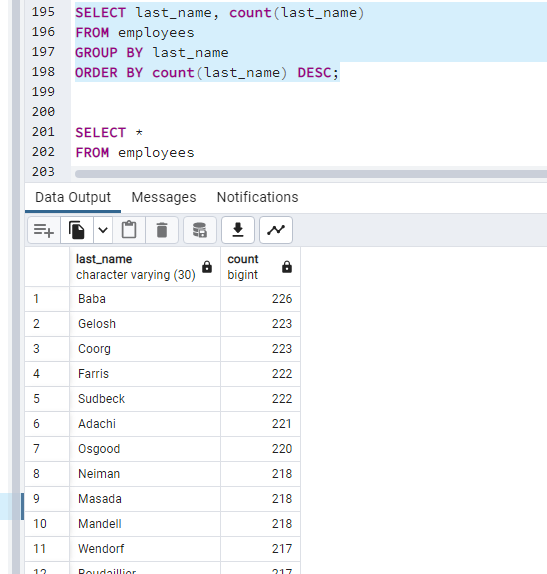 195 SELECT last_name, count(last_name)
196 FROM employees
197 GROUP BY last_name
198 ORDER BY count(last_name) DESC;
199
200
201 SELECT *
202 FROM employees
203
Data Output Messages Notifications
last_name count
character varying (30) bigint
1 Baba 226
2 Gelosh 223
3 Coorg 223
4 Farris 222
5 Sudbeck 222
6 Adachi 221
7 Osgood 220
8 Neiman 218
9 Masada 218
10 Mandell 218
11 Wendorf 217
12 Boudaillier 217